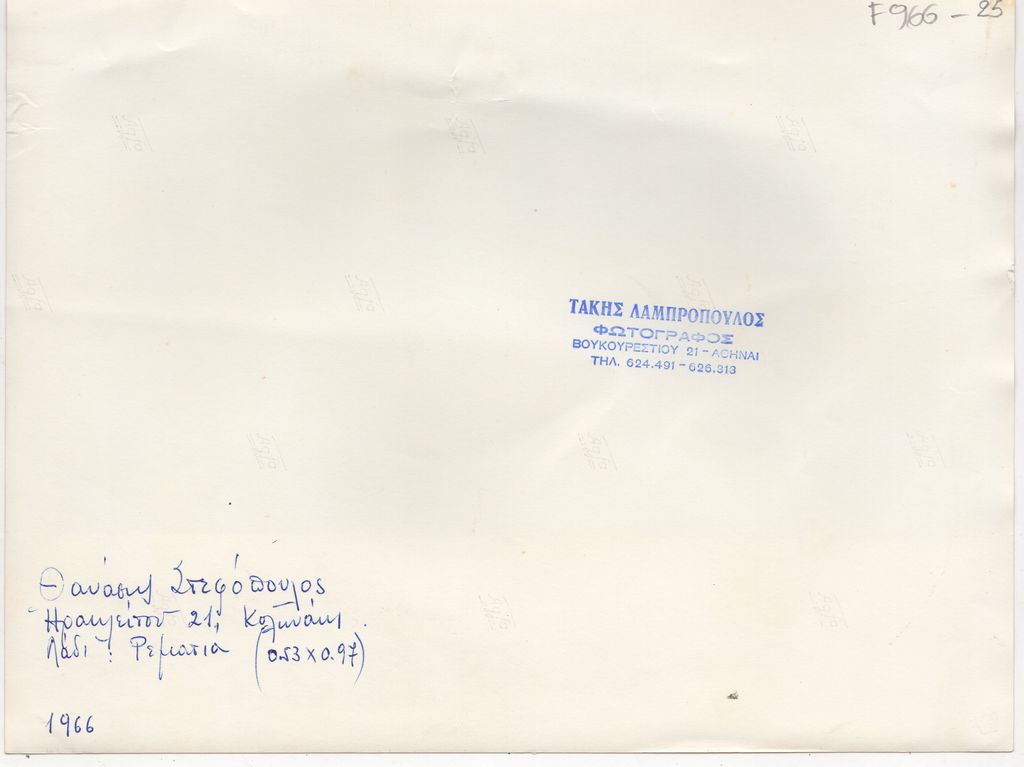 F966 - 25
ΤΑΚΗΣ ΛΑΜΠΡΟΠΟΥΛΟΣ
ΦΩΤΟΓΡΑΦΟΣ
ΒΟΥΚΟΥΡΕΣΤΙΟΥ 21 - ΑΘΗΝΑΙ
ΤΗΛ. 624.491 - 626.313
Θανάσης Στεφόπουλος
Ηρακλείτου 21, Κολωνάκι.
Λάδι: Ρεματιά (0.53 x 0.97)
1966